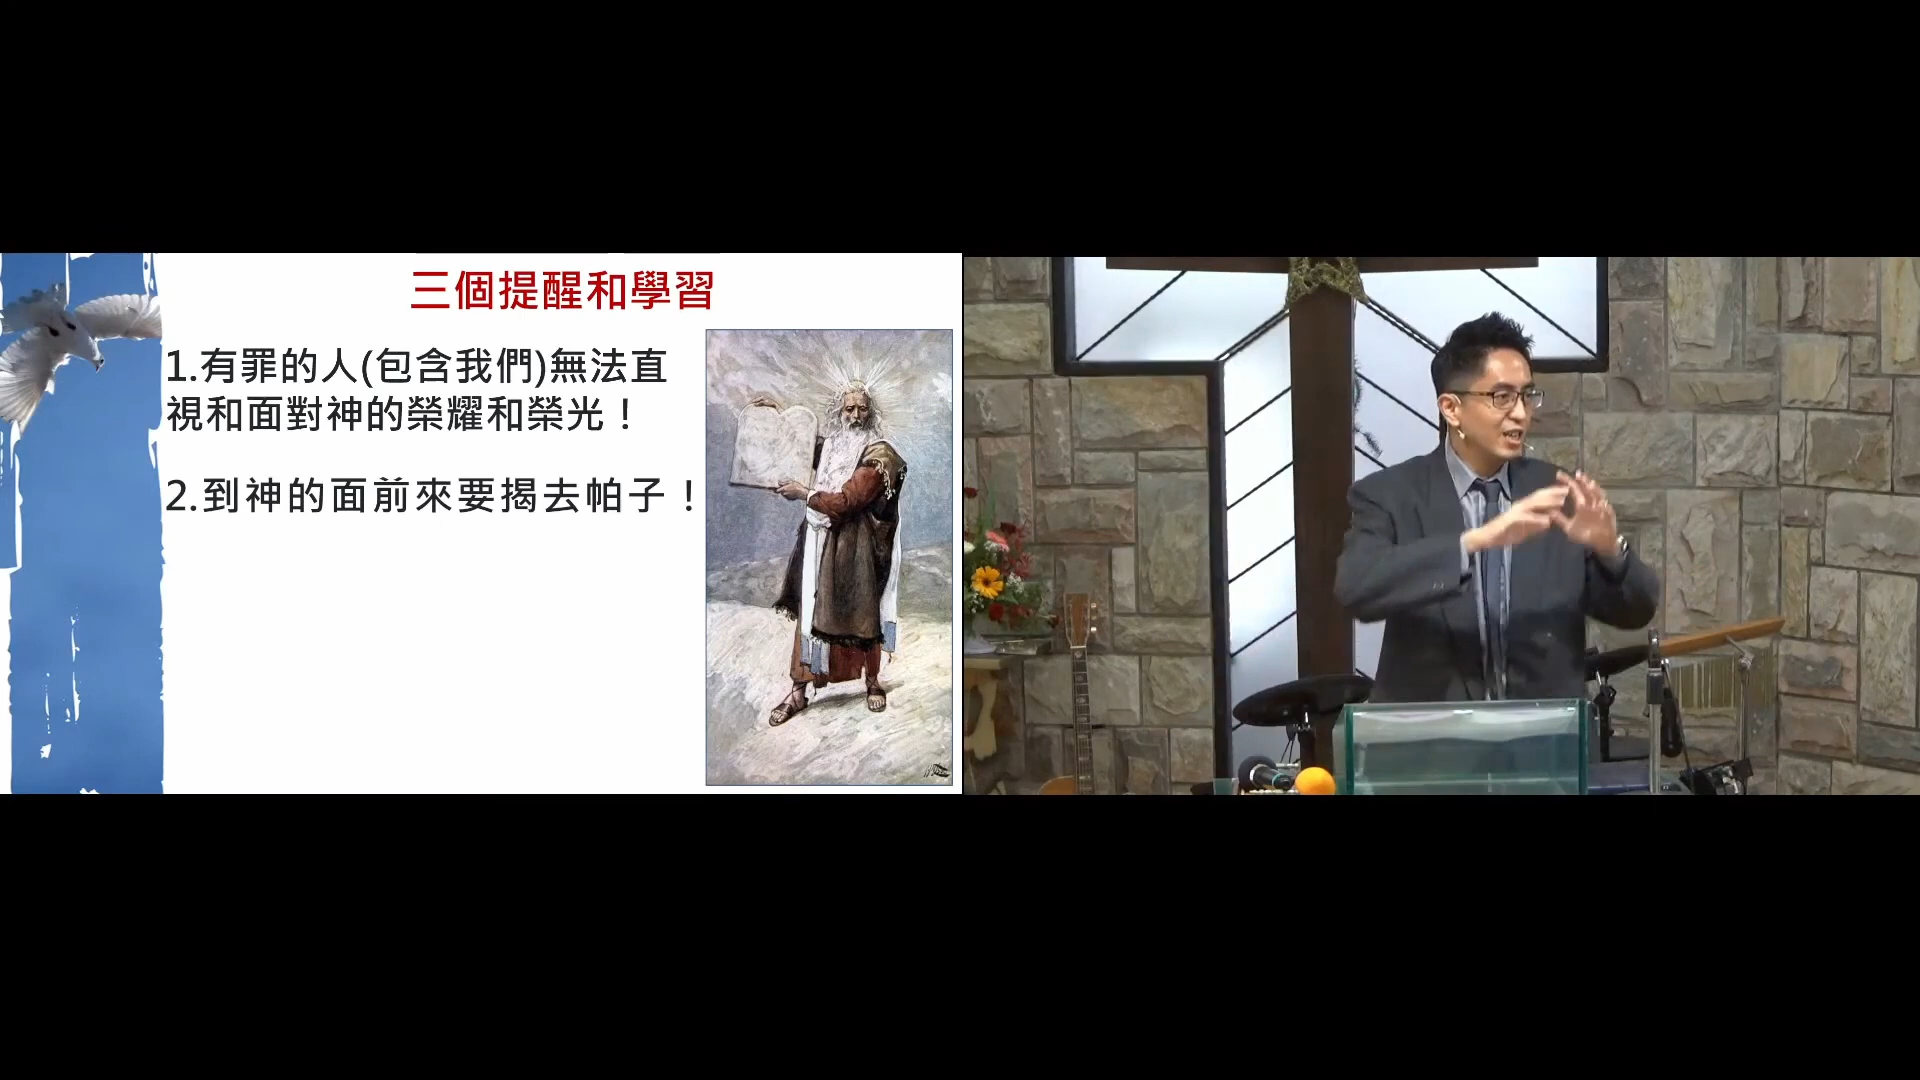 三個提醒和學習
1.有罪的人(包含我們)無法直
視和面對神的榮耀和榮光！
2.到神的面前來要揭去帕子！